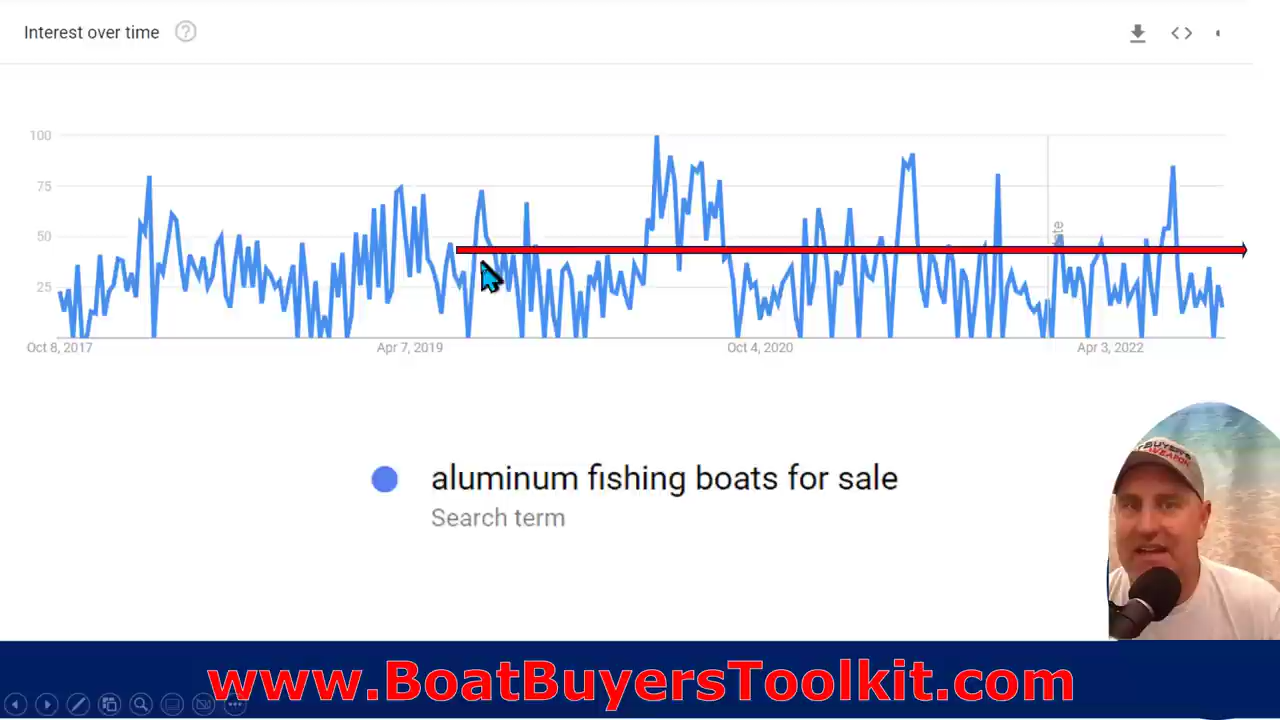 Interest over time ?
100
75
50
25
Oct 8, 2017
Apr 7, 2019
Oct 4, 2020
Apr 3, 2022
aluminum fishing boats for sale
Search term
www.BoatBuyersToolkit.com